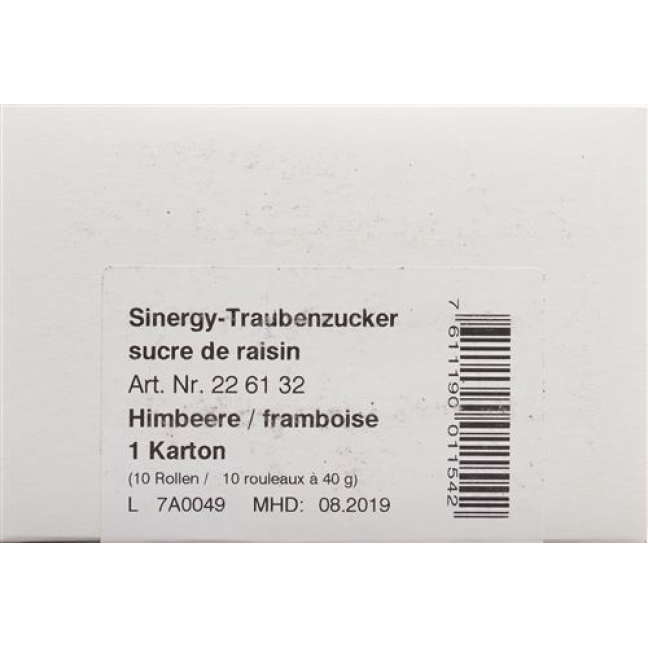 Sinergy-Traubenzucker
sucre de raisin
Art. Nr. 22 61 32
Himbeere / framboise
1 Karton
(10 Rollen / 10 rouleaux à 40 g)
L 7A0049 MHD: 08.2019
7 611190 011542